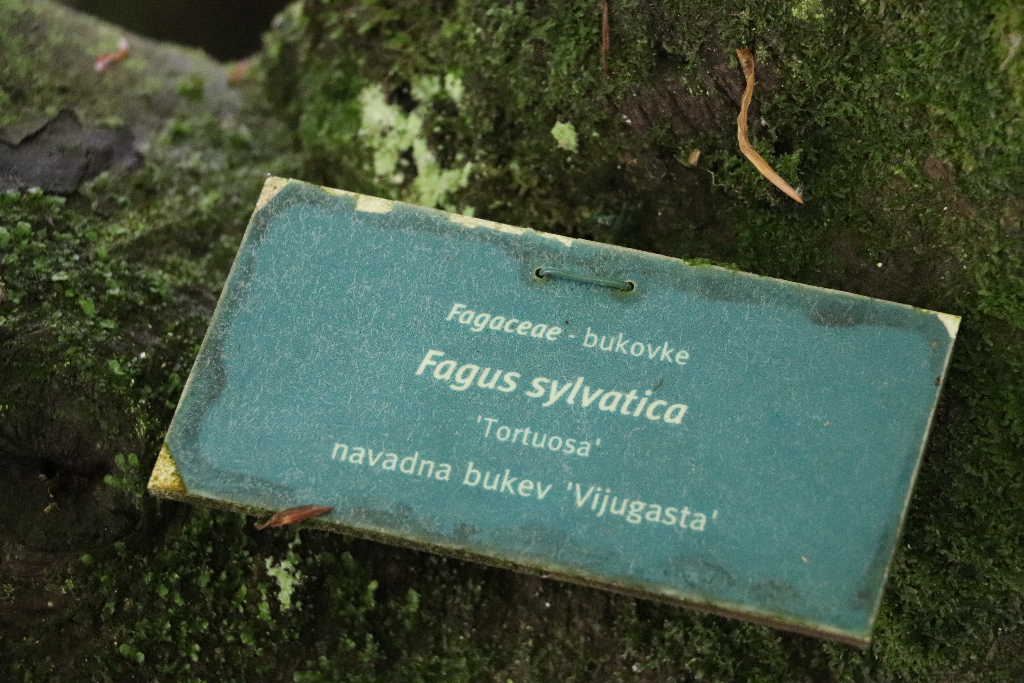 Fagaceae - bukovke
Fagus sylvatica
'Tortuosa'
navadna bukev 'Vijugasta'